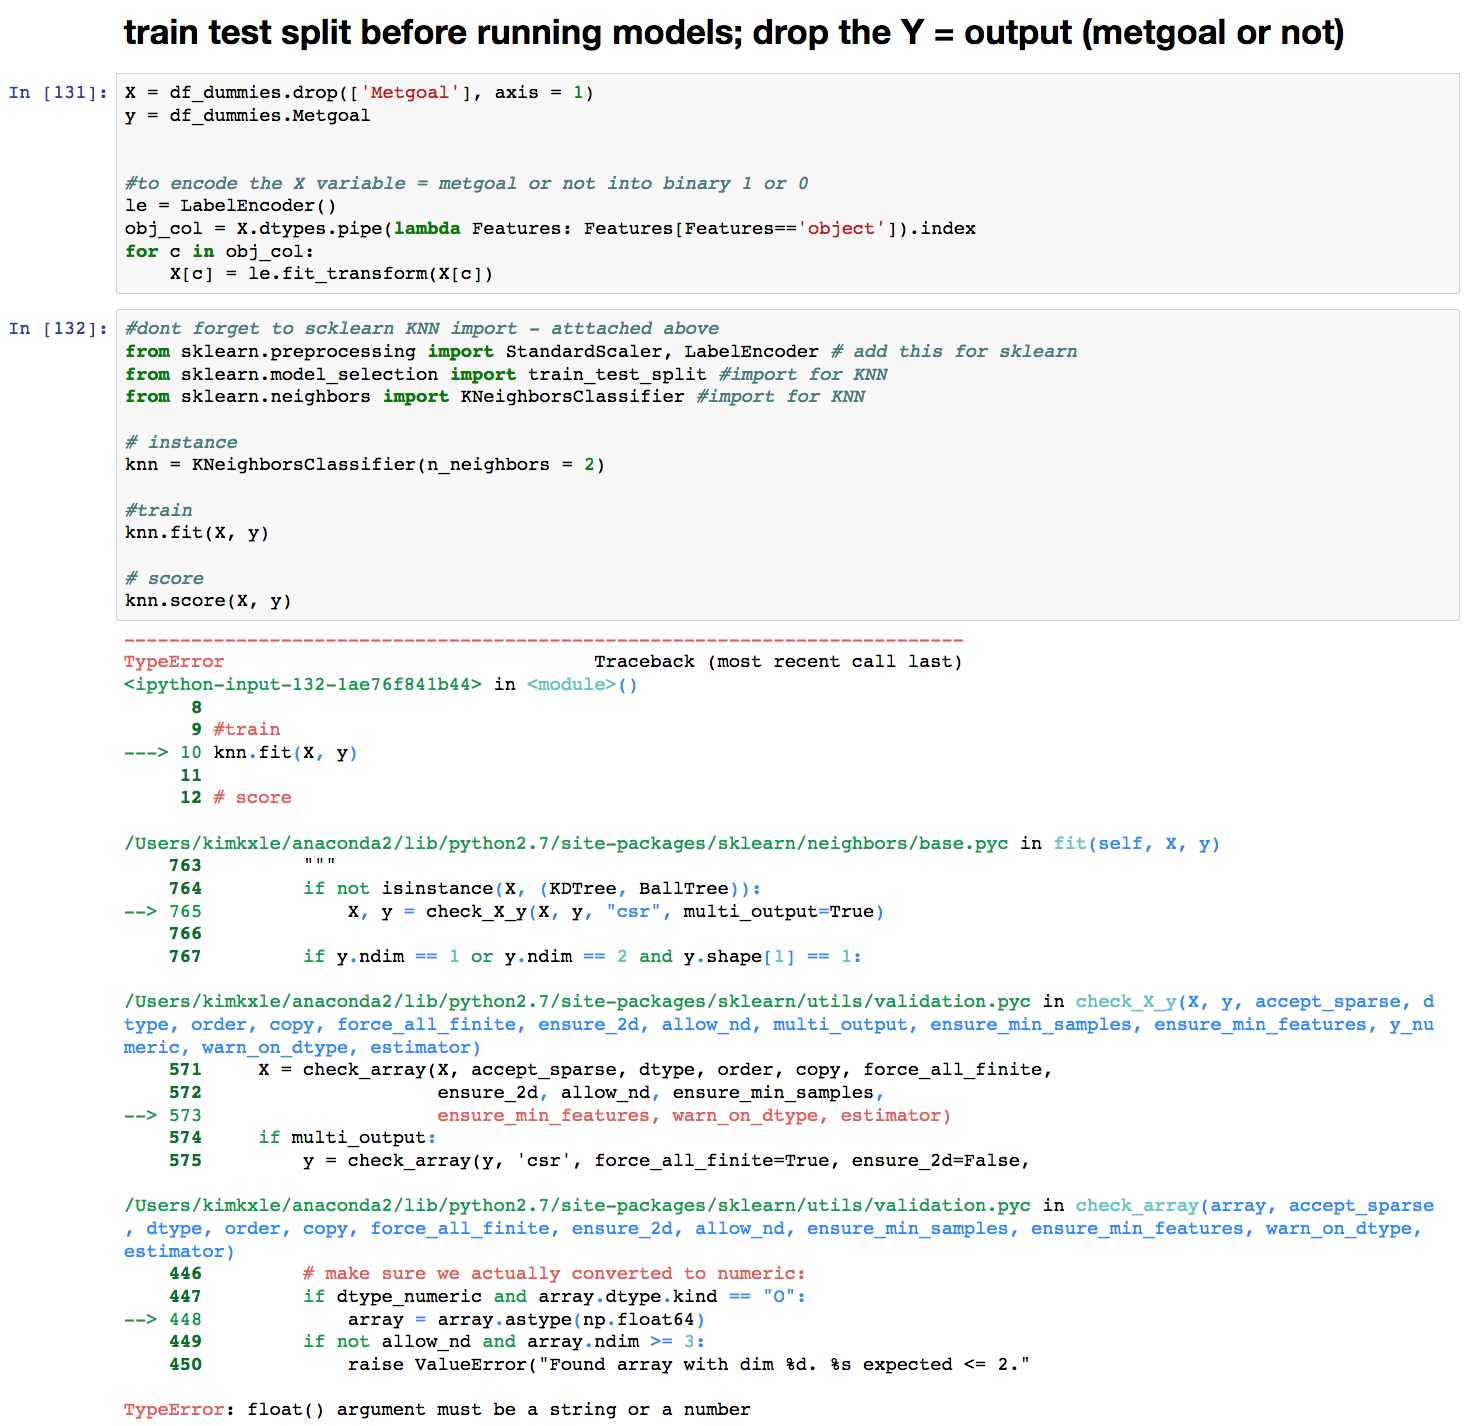 train test split before running models; drop the Y = output (metgoal or not)
In [131]: X = df_dummies.drop(['Metgoal'], axis = 1)
y = df_dummies.Metgoal
#to encode the X variable = metgoal or not into binary 1 or 0
le = LabelEncoder()
obj_col = X.dtypes.pipe(lambda Features: Features[Features=='object']).index
for c in obj_col:
    X[c] = le.fit_transform(X[c])
In [132]: #dont forget to scklearn KNN import - atttached above
from sklearn.preprocessing import StandardScaler, LabelEncoder # add this for sklearn
from sklearn.model_selection import train_test_split #import for KNN
from sklearn.neighbors import KNeighborsClassifier #import for KNN
# instance
knn = KNeighborsClassifier(n_neighbors = 2)
#train
knn.fit(X, y)
# score
knn.score(X, y)
---------------------------------------------------------------------------
TypeError                                 Traceback (most recent call last)
<ipython-input-132-1ae76f841b44> in <module>()
      8
      9 #train
---> 10 knn.fit(X, y)
     11
     12 # score
/Users/kimkxle/anaconda2/lib/python2.7/site-packages/sklearn/neighbors/base.pyc in fit(self, X, y)
    763         """
    764         if not isinstance(X, (KDTree, BallTree)):
--> 765             X, y = check_X_y(X, y, "csr", multi_output=True)
    766
    767         if y.ndim == 1 or y.ndim == 2 and y.shape[1] == 1:
/Users/kimkxle/anaconda2/lib/python2.7/site-packages/sklearn/utils/validation.pyc in check_X_y(X, y, accept_sparse, d
type, order, copy, force_all_finite, ensure_2d, allow_nd, multi_output, ensure_min_samples, ensure_min_features, y_nu
meric, warn_on_dtype, estimator)
    571     X = check_array(X, accept_sparse, dtype, order, copy, force_all_finite,
    572                     ensure_2d, allow_nd, ensure_min_samples,
--> 573                     ensure_min_features, warn_on_dtype, estimator)
    574     if multi_output:
    575         y = check_array(y, 'csr', force_all_finite=True, ensure_2d=False,
/Users/kimkxle/anaconda2/lib/python2.7/site-packages/sklearn/utils/validation.pyc in check_array(array, accept_sparse
, dtype, order, copy, force_all_finite, ensure_2d, allow_nd, ensure_min_samples, ensure_min_features, warn_on_dtype,
estimator)
    446         # make sure we actually converted to numeric:
    447         if dtype_numeric and array.dtype.kind == "O":
--> 448             array = array.astype(np.float64)
    449         if not allow_nd and array.ndim >= 3:
    450             raise ValueError("Found array with dim %d. %s expected <= 2."
TypeError: float() argument must be a string or a number